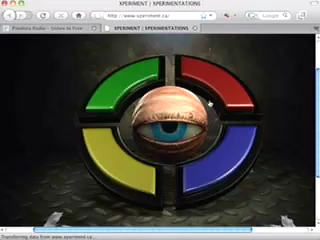 XPERIMENT | XPERIMENTATIONS
http://www.xperiment.ca/
Google
Pandora Radio - Listen to Free
XPERIMENT | XPERIMENTATIONS
Transferring data from www.xperiment.ca...